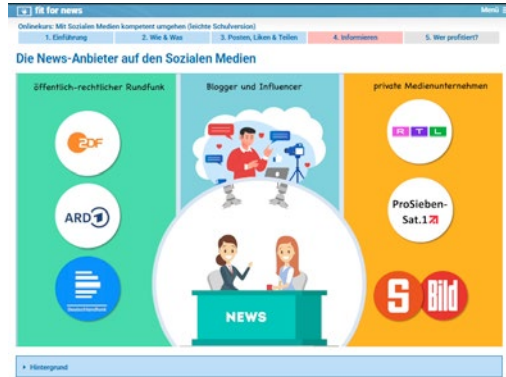 fit for news
Menü
Onlinekurs: Mit Sozialen Medien kompetent umgehen (leichte Schulversion)
1. Einführung
2. Wie & Was
3. Posten, Liken & Teilen
4. Informieren
5. Wer profitiert?
Die News-Anbieter auf den Sozialen Medien
öffentlich-rechtlicher Rundfunk
Blogger und Influencer
private Medienunternehmen
ZDF
RTL
ARD 1
ProSieben-
Sat.1 7
Deutschlandfunk
S
Bild
NEWS
Hintergrund